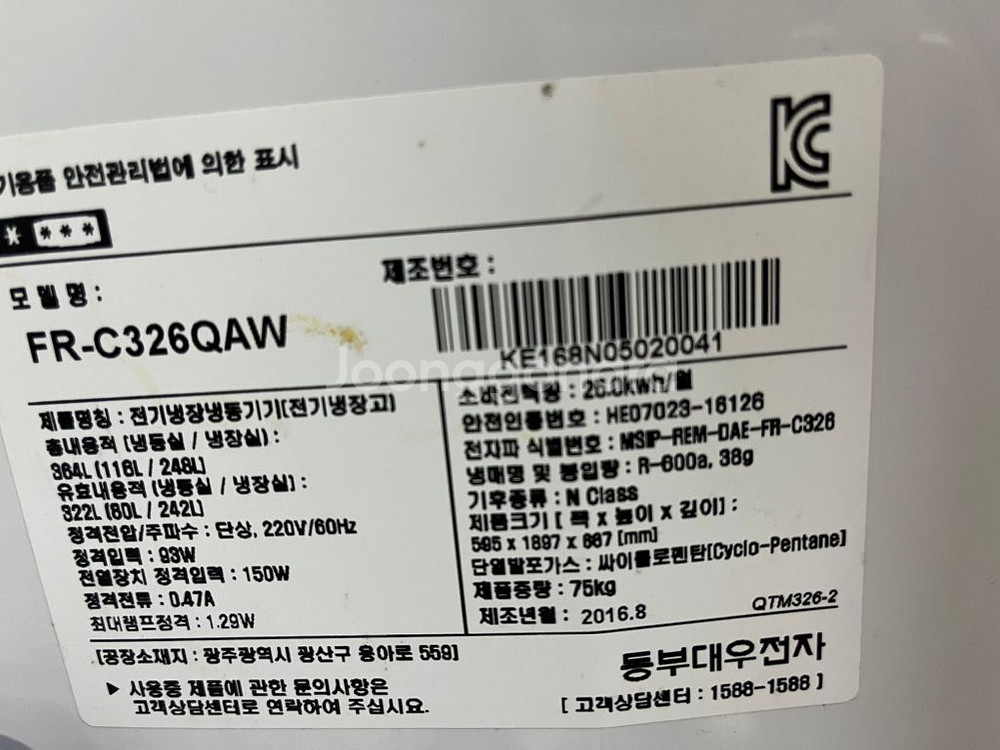 기용품 안전관리법에 의한 표시
* ***
모델명 :
FR-C326QAW
제조번호 :
KE168N05020041
제품명칭 : 전기냉장냉동기기[전기냉장고]
총내용적 (냉동실 / 냉장실) :
364L (116L / 248L)
유효내용적 (냉동실 / 냉장실) :
322L (80L / 242L)
정격전압/주파수 : 단상, 220V/60Hz
정격입력 : 93W
전열장치 정격입력 : 150W
정격전류 : 0.47A
최대램프정격 : 1.29W
소비전력량 : 26.0kwh/월
안전인증번호 : HE07023-16126
전자파 식별번호 : MSIP-REM-DAE-FR-C326
냉매명 및 봉입량 : R-600a, 38g
기후종류 : N Class
제품크기 [ 폭 x 높이 x 깊이] :
595 x 1897 x 667 [mm]
단열발포가스 : 싸이클로펜탄[Cyclo-Pentane]
제품중량 : 75kg
제조년월 : 2016.8
QTM326-2
[공장소재지 : 광주광역시 광산구 용아로 559]
▶ 사용중 제품에 관한 문의사항은
고객상담센터로 연락하여 주십시요.
동부대우전자
[ 고객상담센터 : 1588-1588 ]